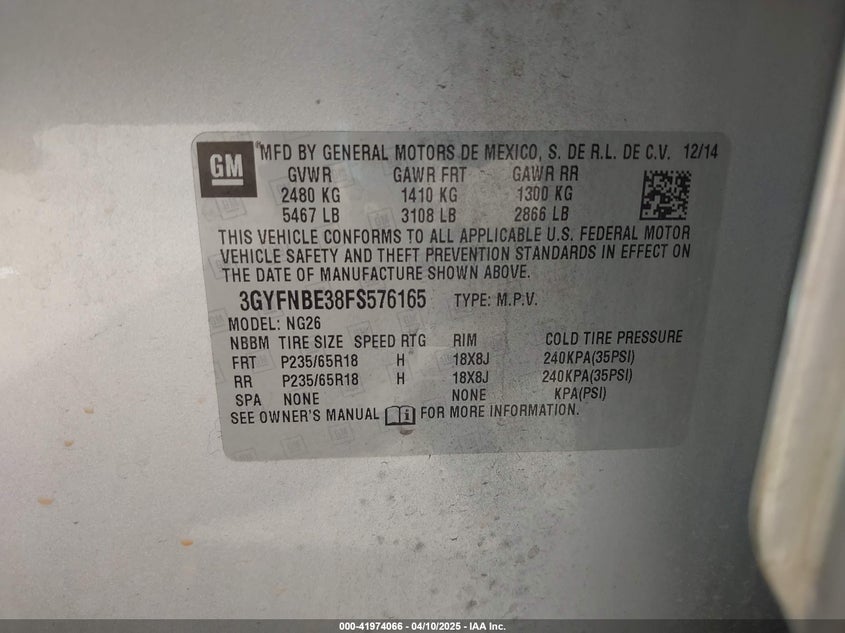 GM
MFD BY GENERAL MOTORS DE MEXICO, S. DE R.L. DE C.V. 12/14
GVWR GAWR FRT GAWR RR
2480 KG 1410 KG 1300 KG
5467 LB 3108 LB 2866 LB
THIS VEHICLE CONFORMS TO ALL APPLICABLE U.S. FEDERAL MOTOR
VEHICLE SAFETY AND THEFT PREVENTION STANDARDS IN EFFECT ON
THE DATE OF MANUFACTURE SHOWN ABOVE.
3GYFNBE38FS576165 TYPE: M.P.V.
MODEL: NG26
NBBM TIRE SIZE SPEED RTG RIM COLD TIRE PRESSURE
FRT P235/65R18 H 18X8J 240KPA(35PSI)
RR P235/65R18 H 18X8J 240KPA(35PSI)
SPA NONE NONE KPA(PSI)
SEE OWNER'S MANUAL FOR MORE INFORMATION.
000-41974066 - 04/10/2025 - IAA Inc.